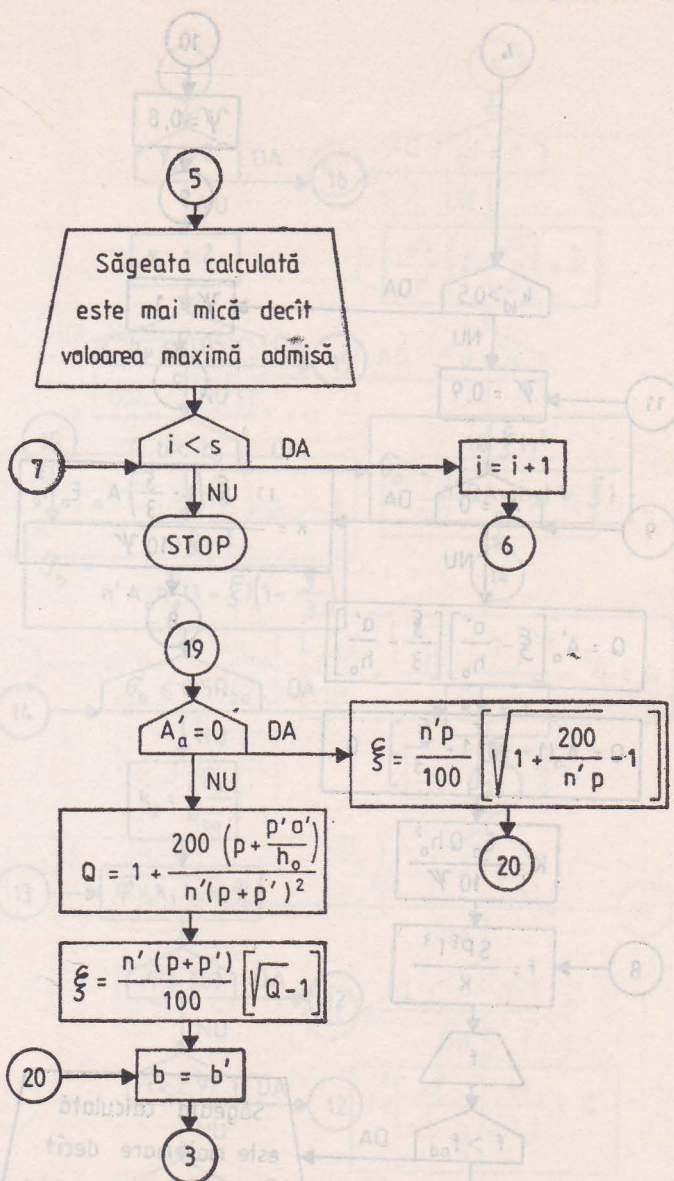 5
Săgeata calculată
este mai mică decît
valoarea maximă admisă
7
i < s
DA
i = i+1
NU
STOP
6
19
A'ₐ = 0
DA
ξ = n'p/100 [√(1 + 200/(n'p)) - 1]
NU
20
Q = 1 + 200 (p + p'a'/h₀) / n'(p+p')²
ξ = n'(p+p')/100 [√Q - 1]
20
b = b'
3